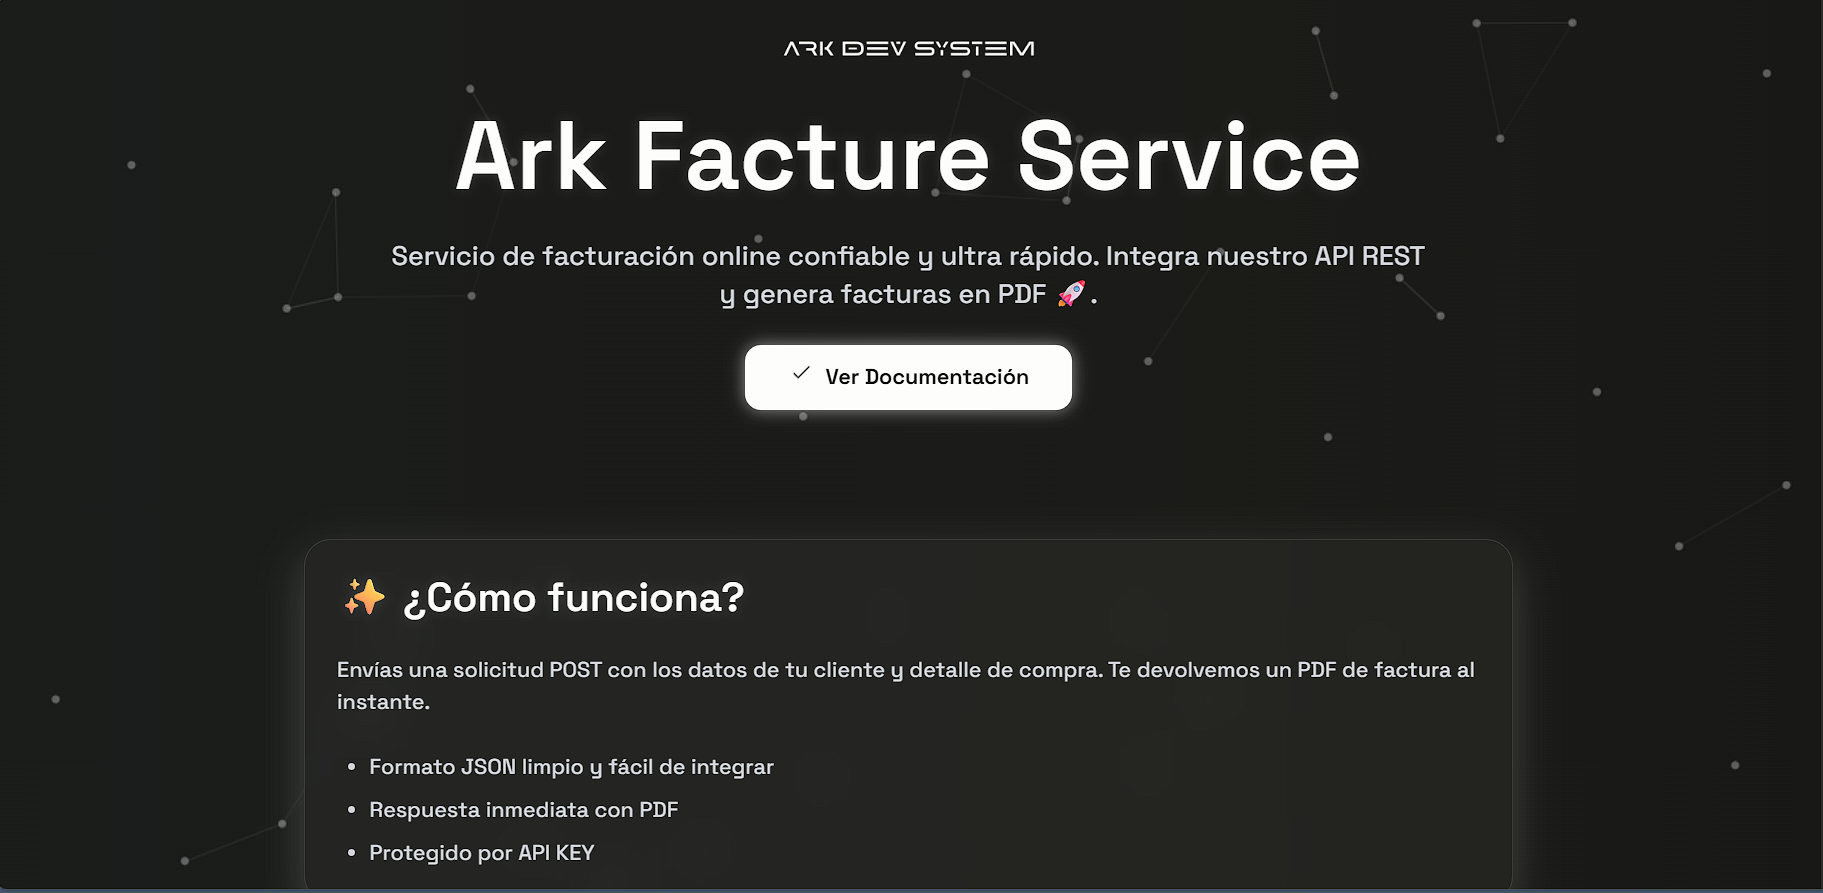 ARK DEV SYSTEM
Ark Facture Service
Servicio de facturación online confiable y ultra rápido. Integra nuestro API REST
y genera facturas en PDF 🚀.
Ver Documentación
✨ ¿Cómo funciona?
Envías una solicitud POST con los datos de tu cliente y detalle de compra. Te devolvemos un PDF de factura al
instante.
• Formato JSON limpio y fácil de integrar
• Respuesta inmediata con PDF
• Protegido por API KEY